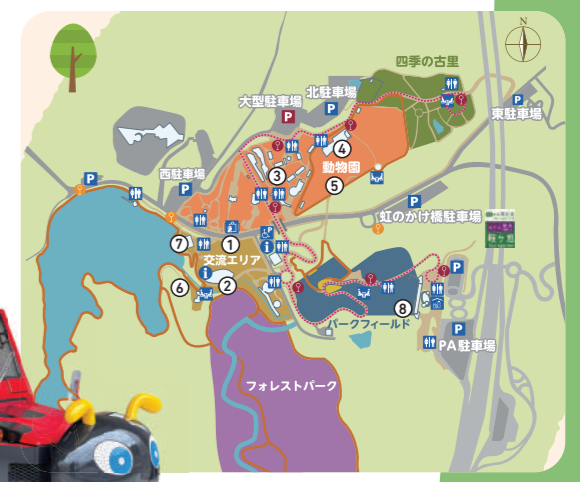 N
四季の古里
北駐車場
大型駐車場
P
P
P
東駐車場
④
動物園
③
⑤
西駐車場
P
P
P
虹のかけ橋駐車場
⑦
①
P
i
交流エリア
i
⑥
②
P
⑧
パークフィールド
P
PA駐車場
フォレストパーク